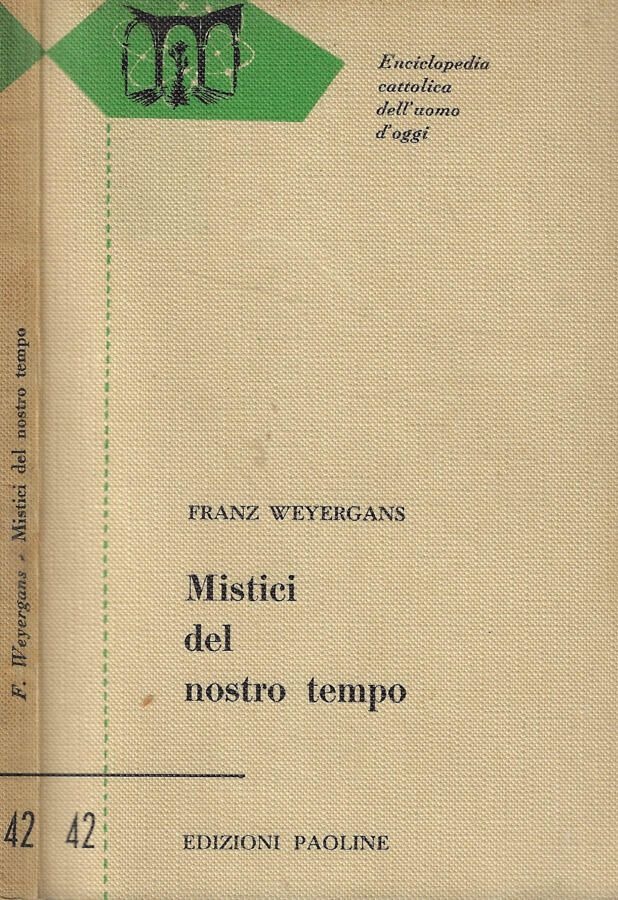 Enciclopedia
cattolica
dell'uomo
d'oggi
FRANZ WEYERGANS
Mistici
del
nostro tempo
42
EDIZIONI PAOLINE
F. Weyergans - Mistici del nostro tempo
42